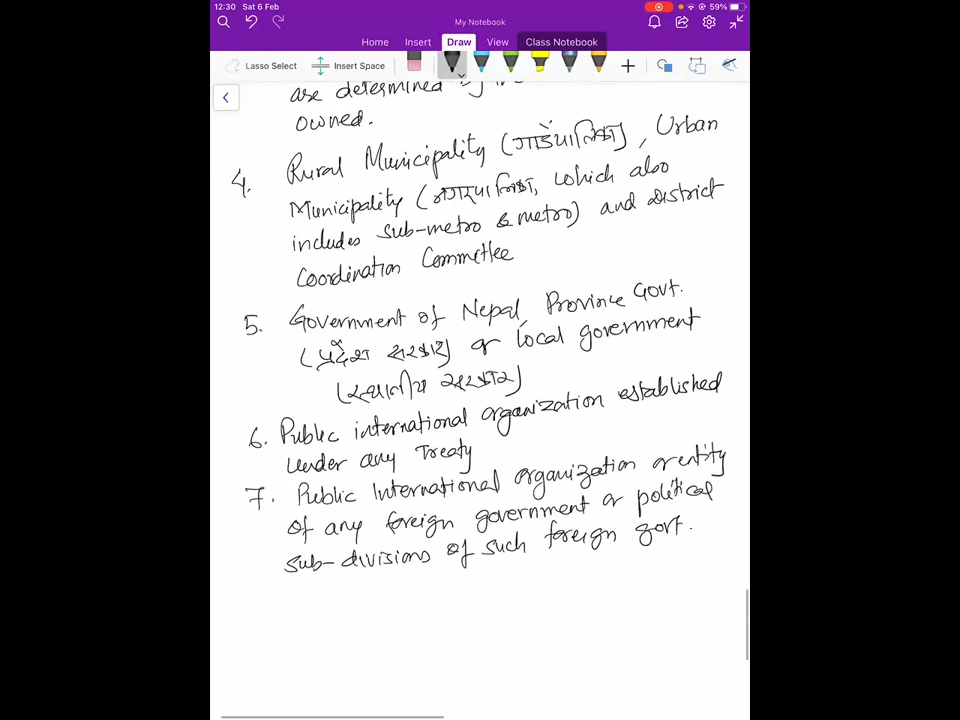 12:30 Sat 6 Feb
59%
My Notebook
Home Insert Draw View Class Notebook
Lasso Select Insert Space
are determined by the
owned.
4. Rural Municipality (गाउँपालिका), Urban
Municipality (नगरपालिका, which also
includes sub-metro & metro) and District
Coordination Committee
5. Government of Nepal, Province Govt.
(प्रदेश सरकार) or local government
(स्थानीय सरकार)
6. Public international organization established
under any Treaty
7. Public International organization or entity
of any foreign government or political
sub-divisions of such foreign govt.